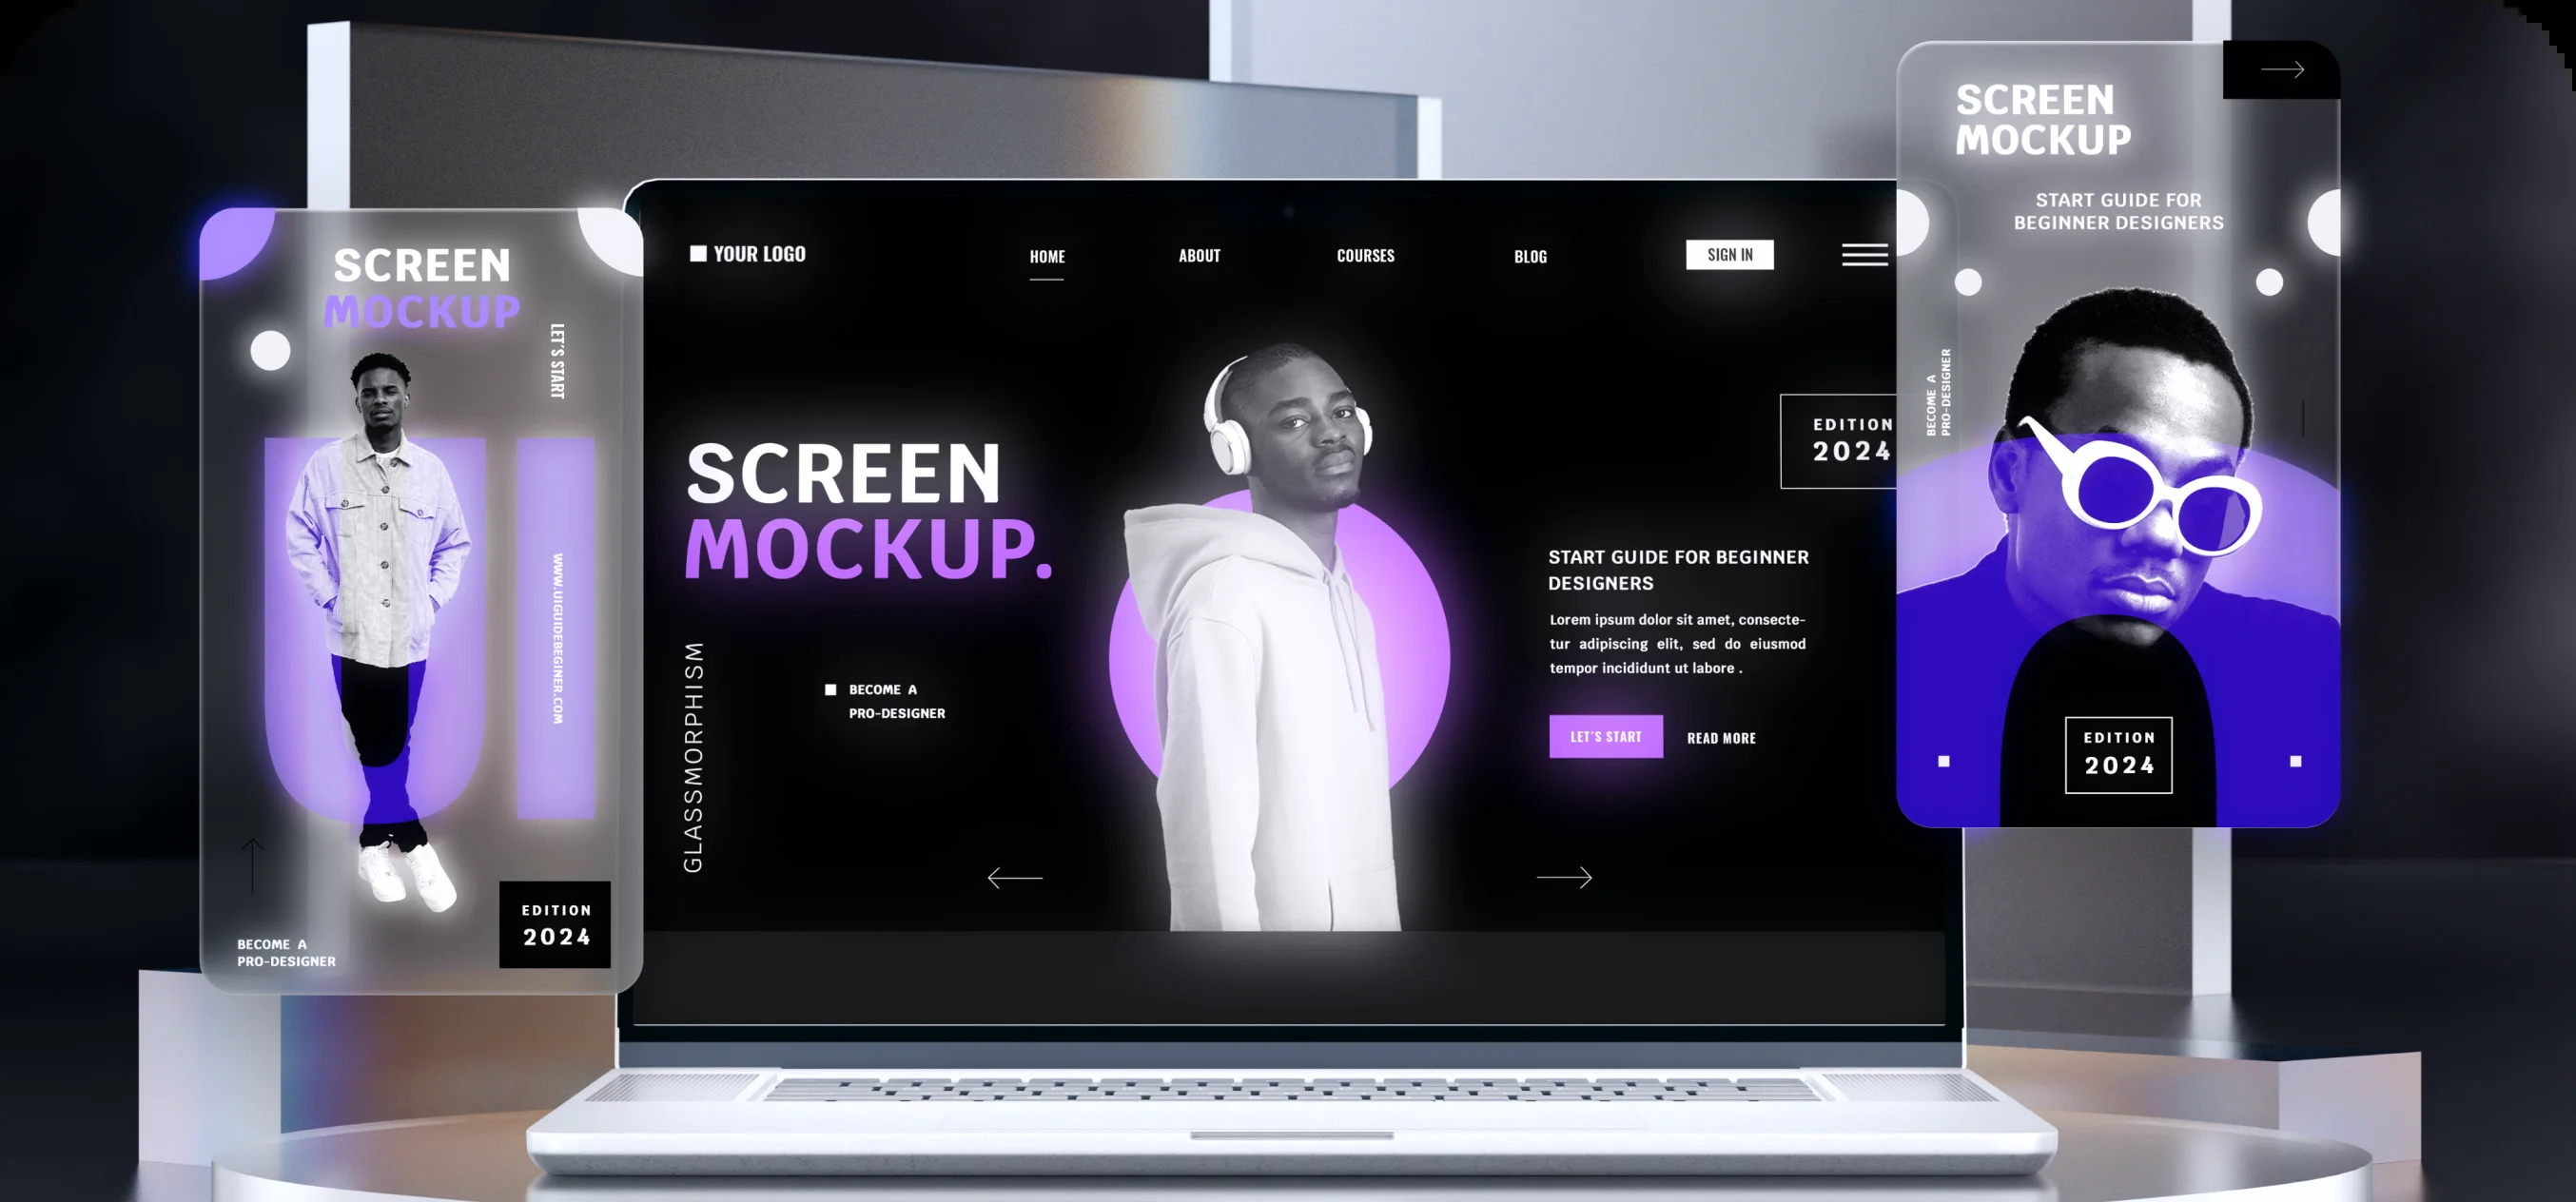 SCREEN
MOCKUP
LET'S START
WWW.UIGUIDEBEGINER.COM
BECOME A
PRO-DESIGNER
EDITION
2024
YOUR LOGO
HOME
ABOUT
COURSES
BLOG
SIGN IN
SCREEN
MOCKUP.
GLASSMORPHISM
BECOME A
PRO-DESIGNER
EDITION
2024
START GUIDE FOR BEGINNER
DESIGNERS
Lorem ipsum dolor sit amet, consecte-
tur adipiscing elit, sed do eiusmod
tempor incididunt ut labore .
LET'S START
READ MORE
SCREEN
MOCKUP
START GUIDE FOR
BEGINNER DESIGNERS
BECOME A
PRO-DESIGNER
EDITION
2024